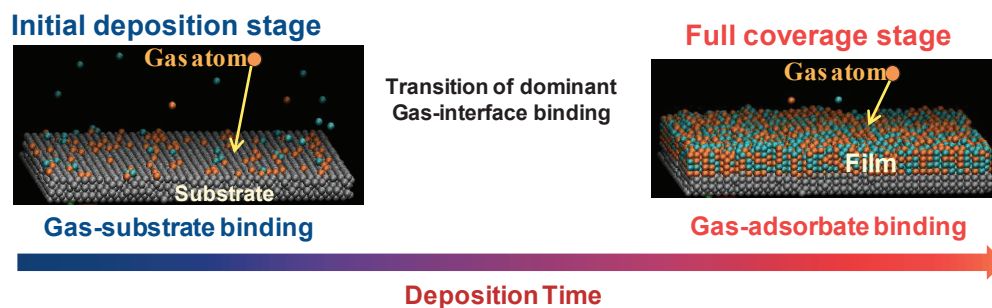 Initial deposition stage
Gas atom
Substrate
Gas-substrate binding
Transition of dominant
Gas-interface binding
Full coverage stage
Gas atom
Film
Gas-adsorbate binding
Deposition Time